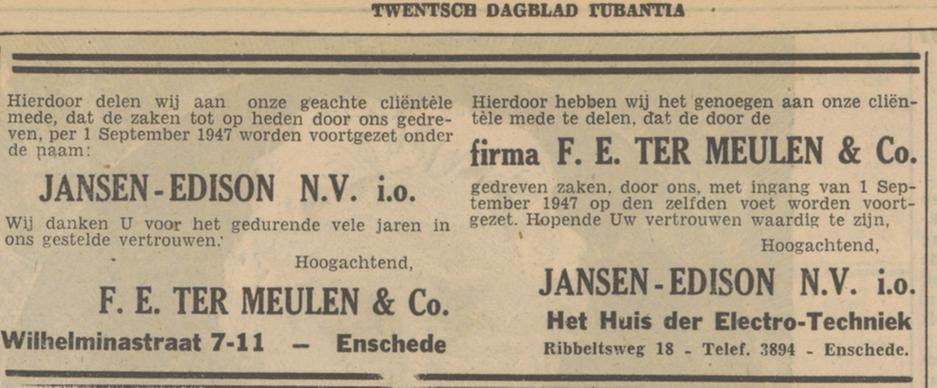 TWENTSCH DAGBLAD TUBANTIA
Hierdoor delen wij aan onze geachte cliëntèle
mede, dat de zaken tot op heden door ons gedre-
ven, per 1 September 1947 worden voortgezet onder
de naam:
JANSEN-EDISON N.V. i.o.
Wij danken U voor het gedurende vele jaren in
ons gestelde vertrouwen.
Hoogachtend,
F. E. TER MEULEN & Co.
Wilhelminastraat 7-11 — Enschede
Hierdoor hebben wij het genoegen aan onze cliën-
tèle mede te delen, dat de door de
firma F. E. TER MEULEN & Co.
gedreven zaken, door ons, met ingang van 1 Sep-
tember 1947 op den zelfden voet worden voort-
gezet. Hopende Uw vertrouwen waardig te zijn,
Hoogachtend,
JANSEN-EDISON N.V. i.o.
Het Huis der Electro-Techniek
Ribbeltsweg 18 - Telef. 3894 - Enschede.